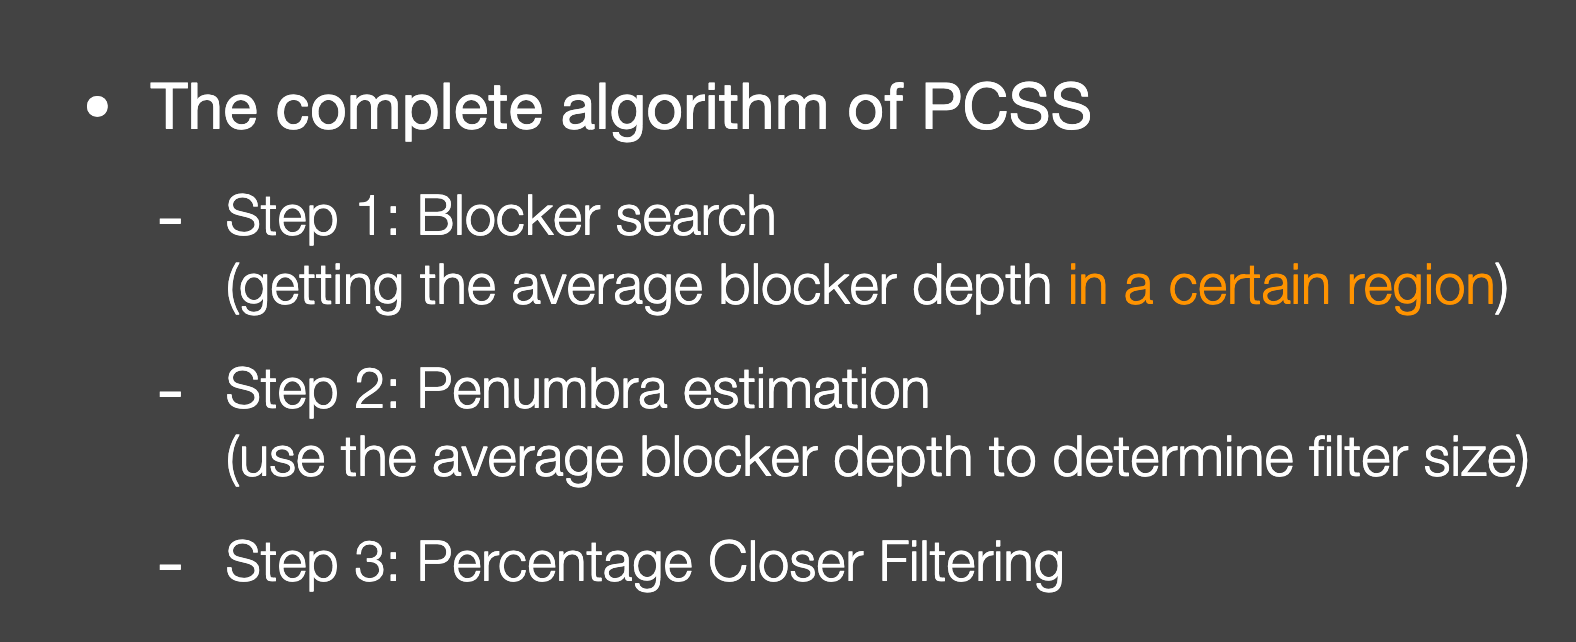 • The complete algorithm of PCSS
- Step 1: Blocker search
(getting the average blocker depth in a certain region)
- Step 2: Penumbra estimation
(use the average blocker depth to determine filter size)
- Step 3: Percentage Closer Filtering